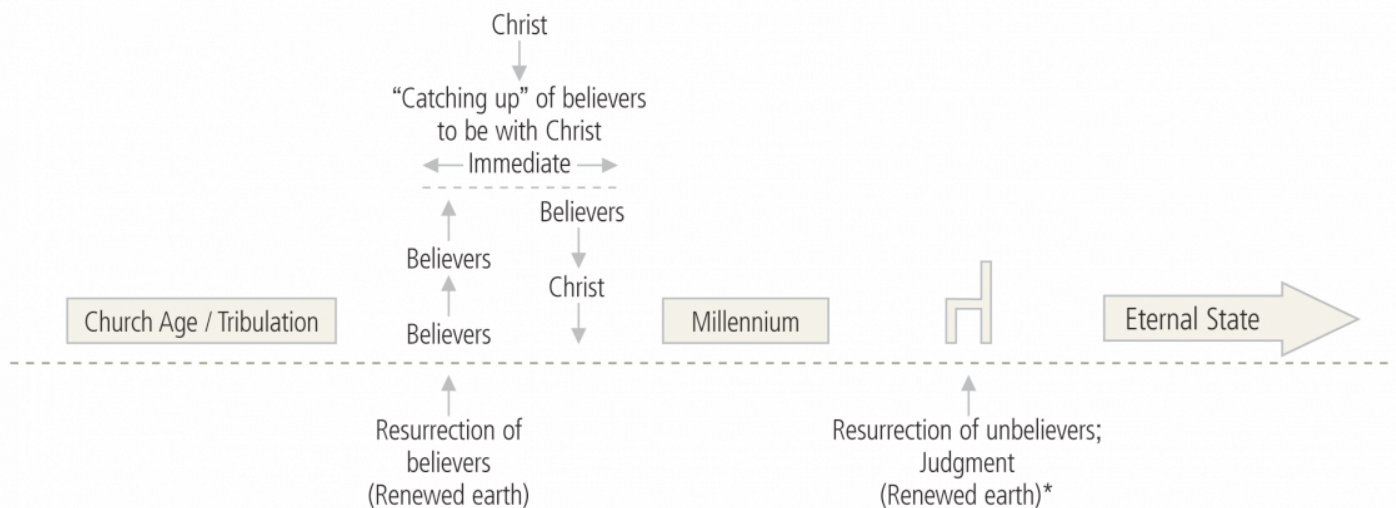 Christ
“Catching up” of believers
to be with Christ
Immediate
Believers
Believers
Christ
Church Age / Tribulation
Believers
Millennium
Eternal State
Resurrection of
believers
(Renewed earth)
Resurrection of unbelievers;
Judgment
(Renewed earth)*